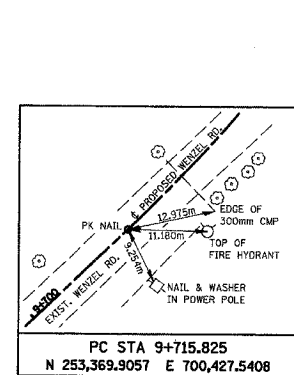 ℄ PROPOSED WENZEL RD.
12.975m
EDGE OF
300mm CMP
PK NAIL
11.180m
TOP OF
FIRE HYDRANT
9.254m
EXIST. WENZEL RD.
9+700
NAIL & WASHER
IN POWER POLE
PC STA 9+715.825
N 253,369.9057 E 700,427.5408